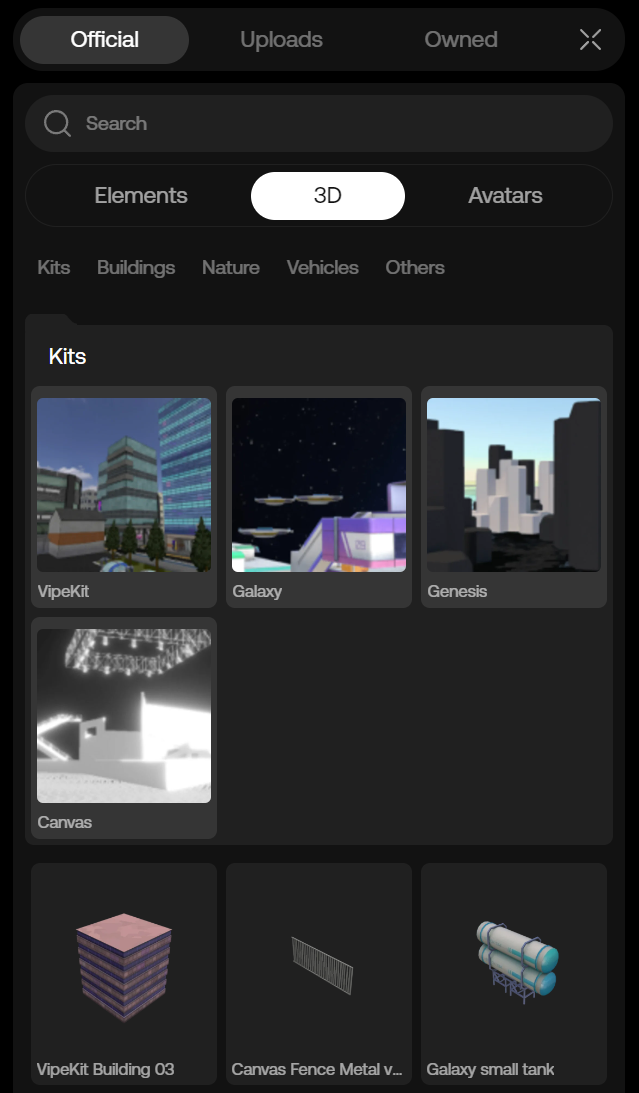 Official Uploads Owned
Search
Elements 3D Avatars
Kits Buildings Nature Vehicles Others
Kits
VipeKit Galaxy Genesis
Canvas
VipeKit Building 03 Canvas Fence Metal v... Galaxy small tank